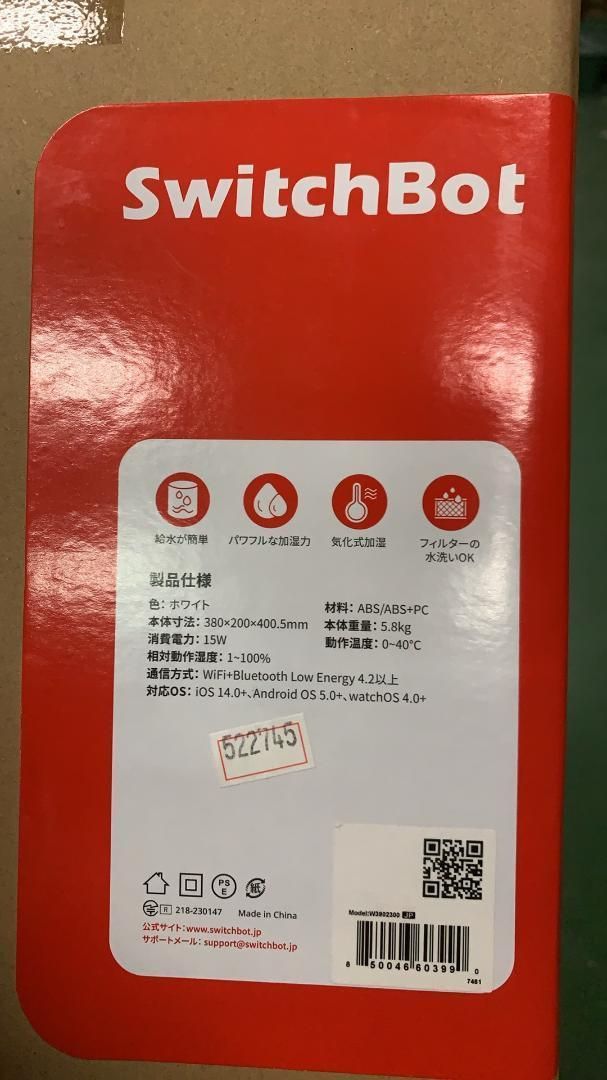 SwitchBot
給水が簡単
パワフルな加湿力
気化式加湿
フィルターの
水洗いOK
製品仕様
色：ホワイト
材料：ABS/ABS+PC
本体寸法：380×200×400.5mm
本体重量：5.8kg
消費電力：15W
動作温度：0~40°C
相対動作湿度：1~100%
通信方式：WiFi+Bluetooth Low Energy 4.2以上
対応OS：iOS 14.0+、Android OS 5.0+、watchOS 4.0+
522745
PS
E
紙
R 218-230147 Made in China
公式サイト：www.switchbot.jp
サポートメール：support@switchbot.jp
Model:W3902300 JP
8 50046 60399 0
7461